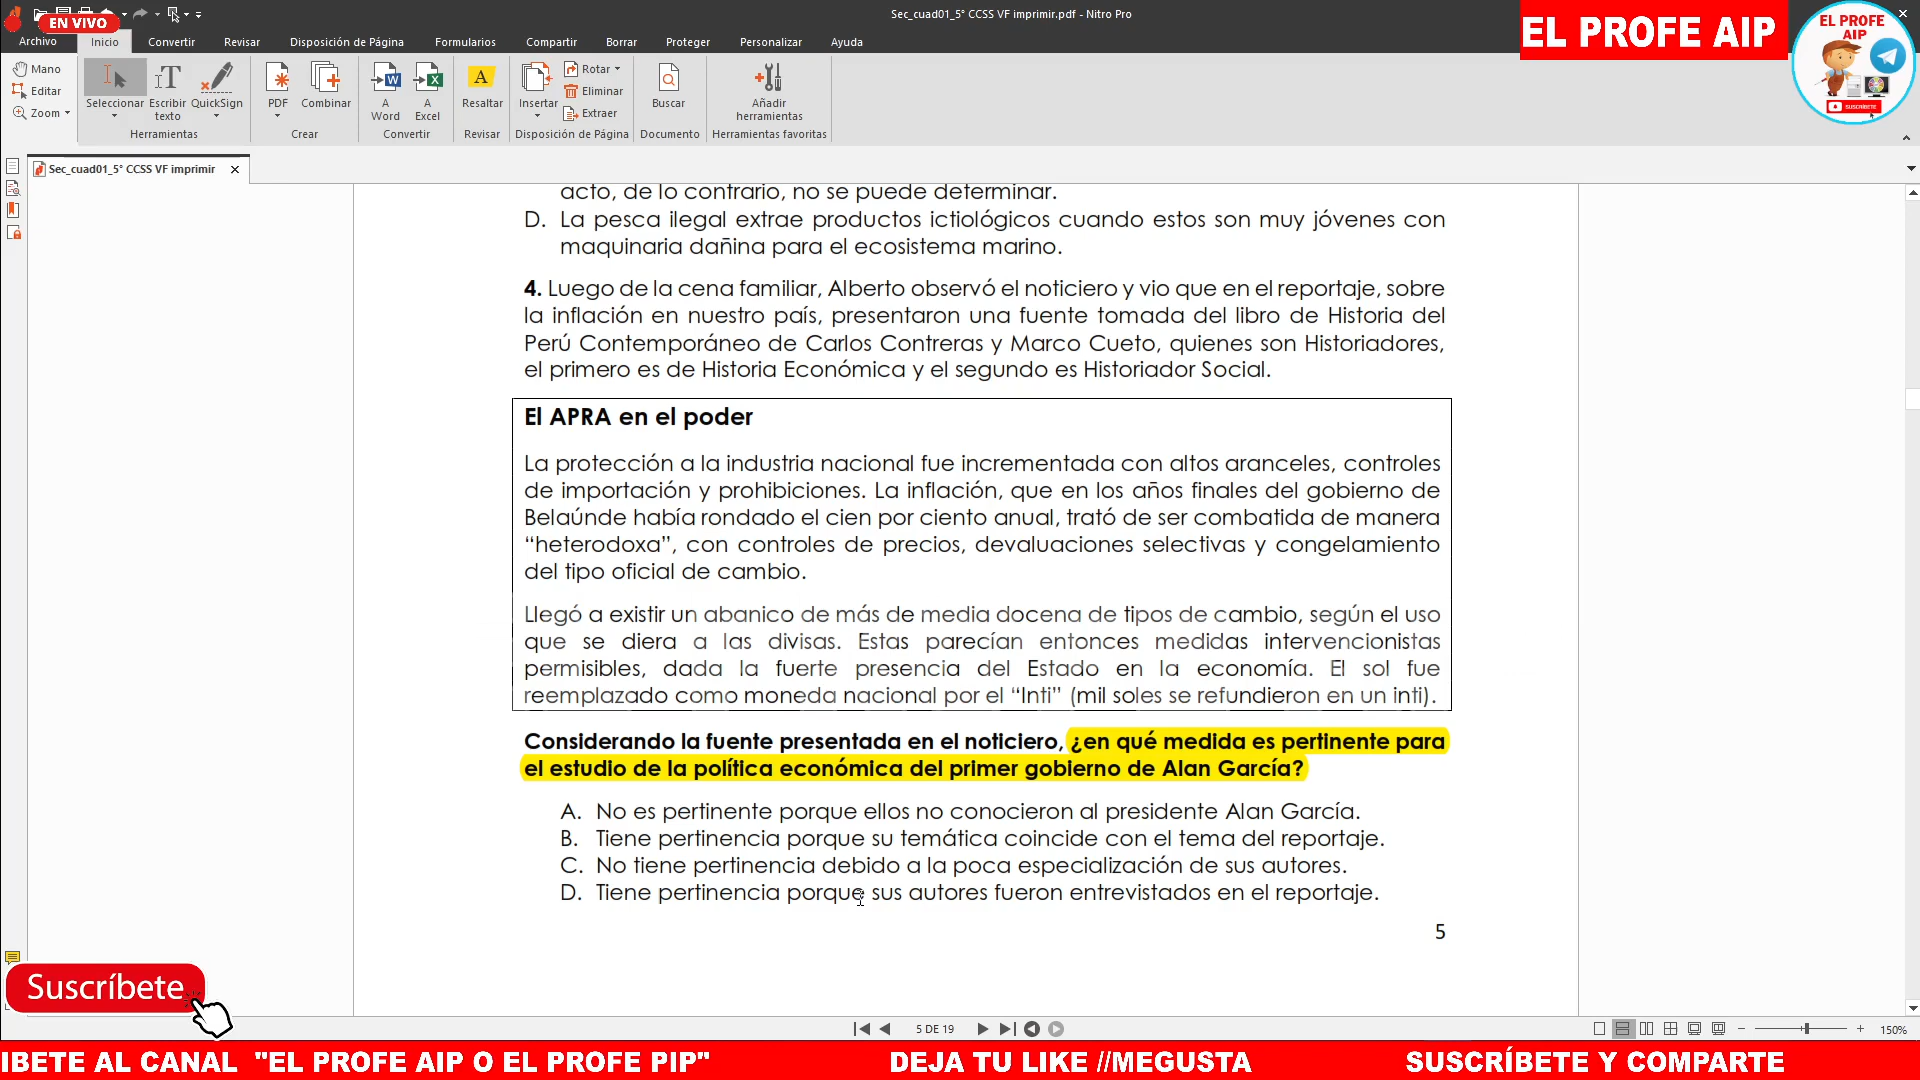 EN VIVO
Sec_cuad01_5° CCSS VF imprimir.pdf - Nitro Pro
EL PROFE AIP
EL PROFE
AIP
SUSCRÍBETE
Archivo Inicio Convertir Revisar Disposición de Página Formularios Compartir Borrar Proteger Personalizar Ayuda
Mano
Editar
Zoom
Seleccionar
Escribir texto
QuickSign
Herramientas
PDF
Combinar
Crear
A Word
A Excel
Convertir
Resaltar
Revisar
Insertar
Rotar
Eliminar
Extraer
Disposición de Página
Buscar
Documento
Añadir herramientas
Herramientas favoritas
Sec_cuad01_5° CCSS VF imprimir
acto, de lo contrario, no se puede determinar.
D. La pesca ilegal extrae productos ictiológicos cuando estos son muy jóvenes con
maquinaria dañina para el ecosistema marino.
4. Luego de la cena familiar, Alberto observó el noticiero y vio que en el reportaje, sobre
la inflación en nuestro país, presentaron una fuente tomada del libro de Historia del
Perú Contemporáneo de Carlos Contreras y Marco Cueto, quienes son Historiadores,
el primero es de Historia Económica y el segundo es Historiador Social.
El APRA en el poder
La protección a la industria nacional fue incrementada con altos aranceles, controles
de importación y prohibiciones. La inflación, que en los años finales del gobierno de
Belaúnde había rondado el cien por ciento anual, trató de ser combatida de manera
“heterodoxa”, con controles de precios, devaluaciones selectivas y congelamiento
del tipo oficial de cambio.
Llegó a existir un abanico de más de media docena de tipos de cambio, según el uso
que se diera a las divisas. Estas parecían entonces medidas intervencionistas
permisibles, dada la fuerte presencia del Estado en la economía. El sol fue
reemplazado como moneda nacional por el “Inti” (mil soles se refundieron en un inti).
Considerando la fuente presentada en el noticiero, ¿en qué medida es pertinente para
el estudio de la política económica del primer gobierno de Alan García?
A. No es pertinente porque ellos no conocieron al presidente Alan García.
B. Tiene pertinencia porque su temática coincide con el tema del reportaje.
C. No tiene pertinencia debido a la poca especialización de sus autores.
D. Tiene pertinencia porque sus autores fueron entrevistados en el reportaje.
5
Suscríbete
5 DE 19
150%
IBETE AL CANAL "EL PROFE AIP O EL PROFE PIP" DEJA TU LIKE //MEGUSTA SUSCRÍBETE Y COMPARTE